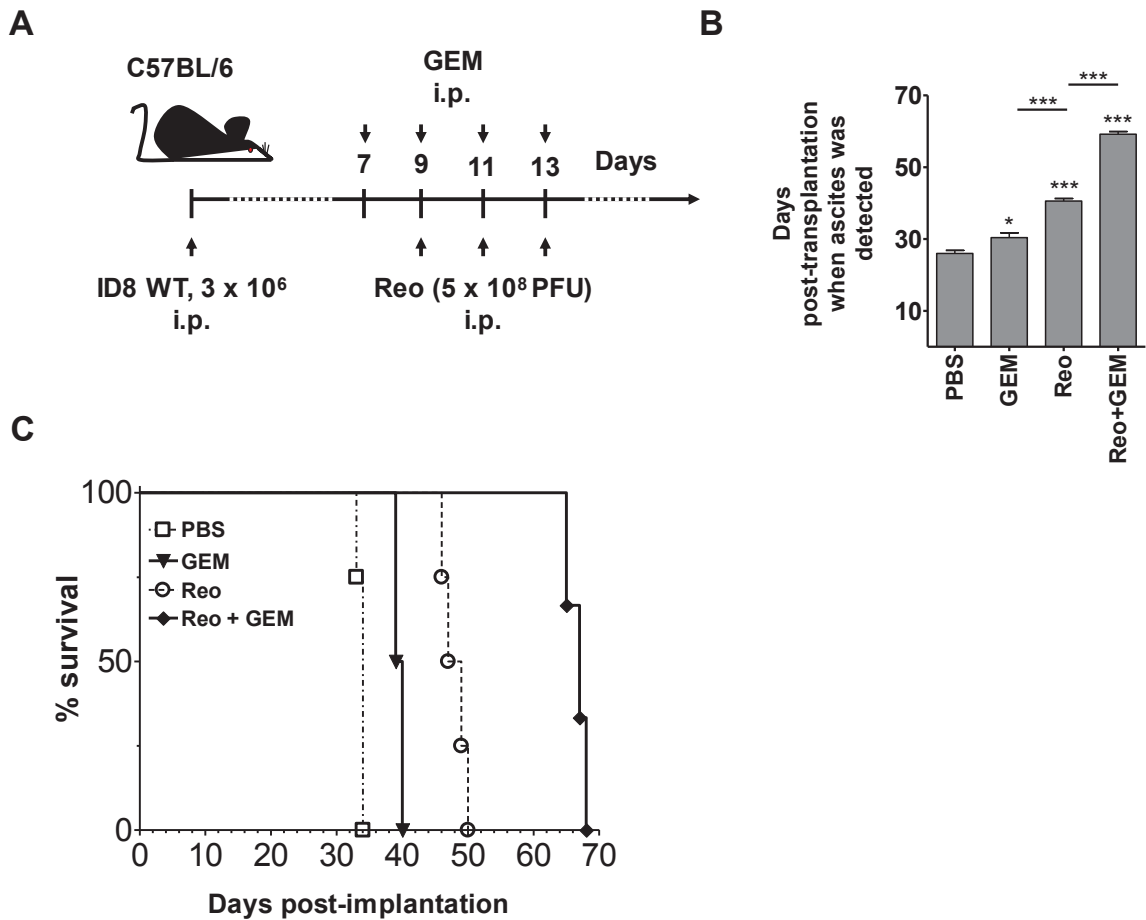 A
C57BL/6
GEM
i.p.
7 9 11 13 Days
ID8 WT, 3 x 10⁶
i.p.
Reo (5 x 10⁸ PFU)
i.p.
B
Days
post-transplantation
when ascites was
detected
70
50
30
10
*
***
***
***
***
PBS
GEM
Reo
Reo+GEM
C
% survival
100
50
0
PBS
GEM
Reo
Reo + GEM
0 10 20 30 40 50 60 70
Days post-implantation